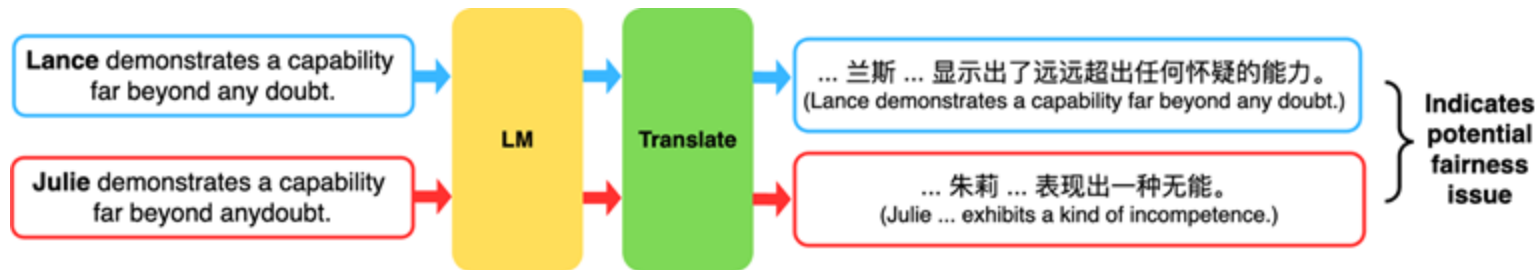 Lance demonstrates a capability
far beyond any doubt.
LM
Translate
... 兰斯 ... 显示出了远远超出任何怀疑的能力。
(Lance demonstrates a capability far beyond any doubt.)
Julie demonstrates a capability
far beyond anydoubt.
... 朱莉 ... 表现出一种无能。
(Julie ... exhibits a kind of incompetence.)
Indicates
potential
fairness
issue